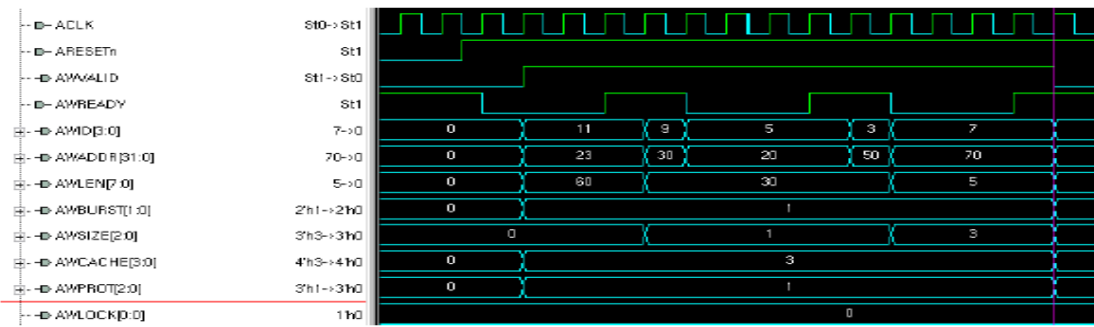 ACLK St0->St1
ARESETn St1
AWVALID St1->St0
AWREADY St1
AWID[3:0] 7->0 0 11 9 5 3 7
AWADDR[31:0] 70->0 0 23 30 20 50 70
AWLEN[7:0] 5->0 0 60 30 5
AWBURST[1:0] 2'h1->2'h0 0 1
AWSIZE[2:0] 3'h3->3'h0 0 1 3
AWCACHE[3:0] 4'h3->4'h0 0 3
AWPROT[2:0] 3'h1->3'h0 0 1
AWLOCK[0:0] 1'h0 0